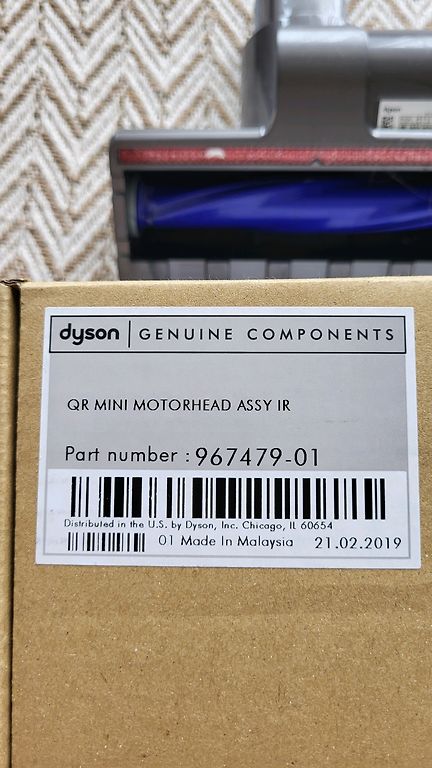 dyson
dyson | GENUINE COMPONENTS
QR MINI MOTORHEAD ASSY IR
Part number : 967479-01
Distributed in the U.S. by Dyson, Inc. Chicago, IL 60654
01 Made In Malaysia 21.02.2019